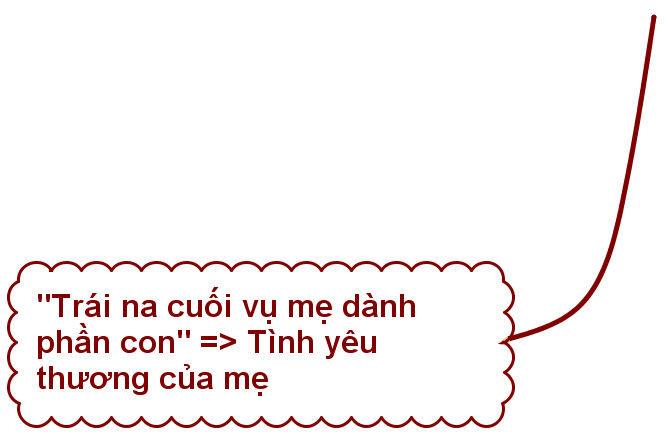 "Trái na cuối vụ mẹ dành
phần con" => Tình yêu
thương của mẹ